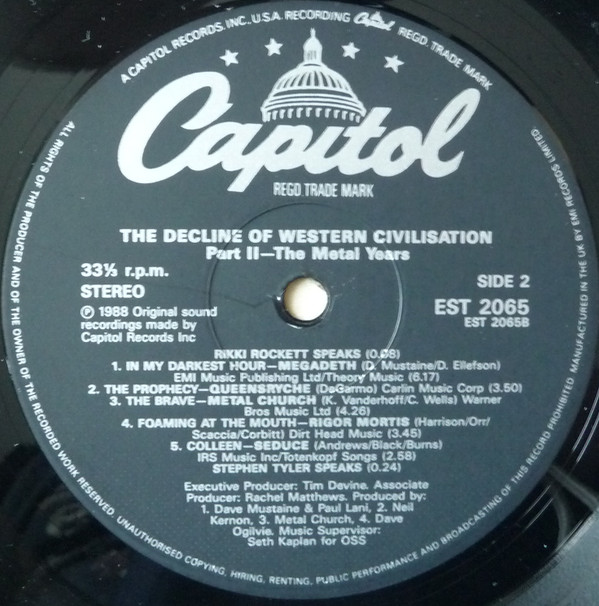 A CAPITOL RECORDS, INC., U.S.A. RECORDING Capitol REGD. TRADE MARK
Capitol
REGD TRADE MARK
THE DECLINE OF WESTERN CIVILISATION
Part II—The Metal Years
33⅓ r.p.m.
STEREO
℗ 1988 Original sound
recordings made by
Capitol Records Inc
SIDE 2
EST 2065
EST 2065B
RIKKI ROCKETT SPEAKS (0.08)
1. IN MY DARKEST HOUR—MEGADETH (D. Mustaine/D. Ellefson)
EMI Music Publishing Ltd/Theory Music (6.17)
2. THE PROPHECY—QUEENSRYCHE (DeGarmo) Carlin Music Corp (3.50)
3. THE BRAVE—METAL CHURCH (K. Vanderhoff/C. Wells) Warner
Bros Music Ltd (4.26)
4. FOAMING AT THE MOUTH—RIGOR MORTIS (Harrison/Orr/
Scaccia/Corbitt) Dirt Head Music (3.45)
5. COLLEEN—SEDUCE (Andrews/Black/Burns)
IRS Music Inc/Totenkopf Songs (2.58)
STEPHEN TYLER SPEAKS (0.24)
Executive Producer: Tim Devine. Associate
Producer: Rachel Matthews. Produced by:
1. Dave Mustaine & Paul Lani, 2. Neil
Kernon, 3. Metal Church, 4. Dave
Ogilvie. Music Supervisor:
Seth Kaplan for OSS
ALL RIGHTS OF THE PRODUCER AND OF THE OWNER OF THE RECORDED WORK RESERVED. UNAUTHORISED COPYING, HIRING, RENTING, PUBLIC PERFORMANCE AND BROADCASTING OF THIS RECORD PROHIBITED. MANUFACTURED IN THE U.K. BY EMI RECORDS LIMITED